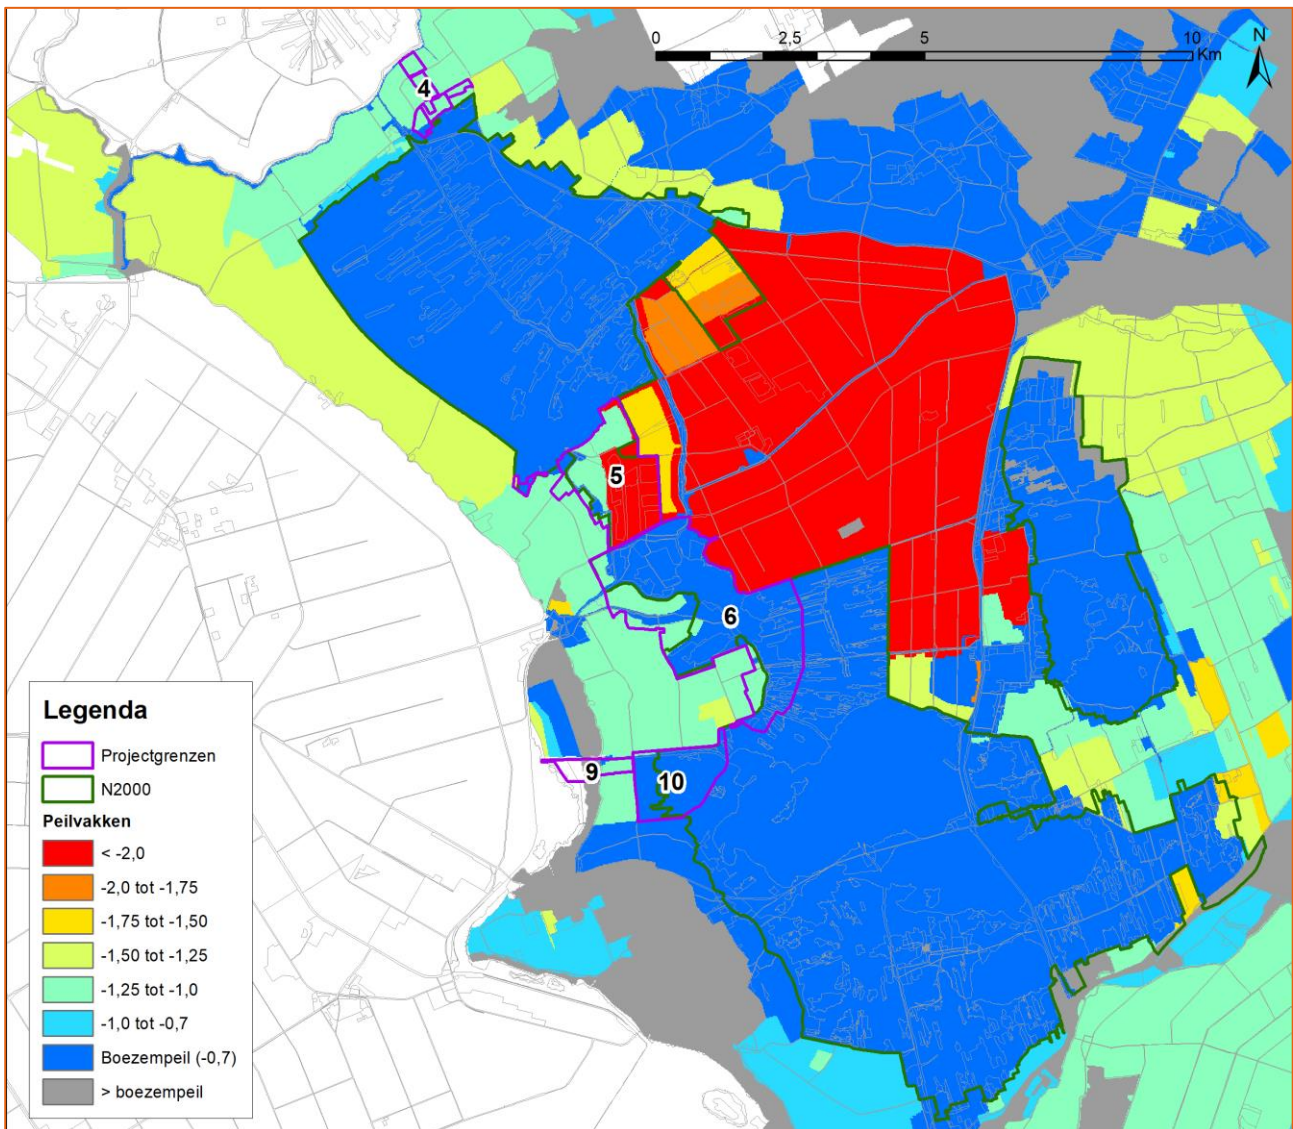 0 2,5 5 10
Km
N
4
5
6
9
10
Legenda
Projectgrenzen
N2000
Peilvakken
< -2,0
-2,0 tot -1,75
-1,75 tot -1,50
-1,50 tot -1,25
-1,25 tot -1,0
-1,0 tot -0,7
Boezempeil (-0,7)
> boezempeil